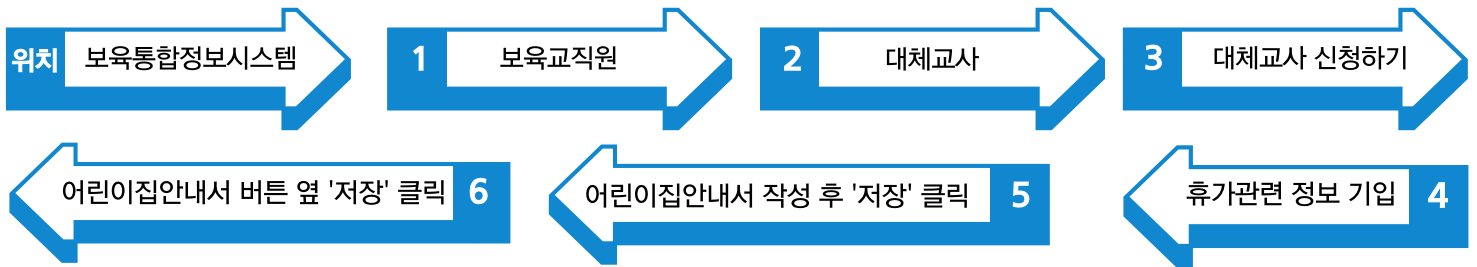 위치 보육통합정보시스템
1 보육교직원
2 대체교사
3 대체교사 신청하기
4 휴가관련 정보 기입
5 어린이집안내서 작성 후 '저장' 클릭
6 어린이집안내서 버튼 옆 '저장' 클릭